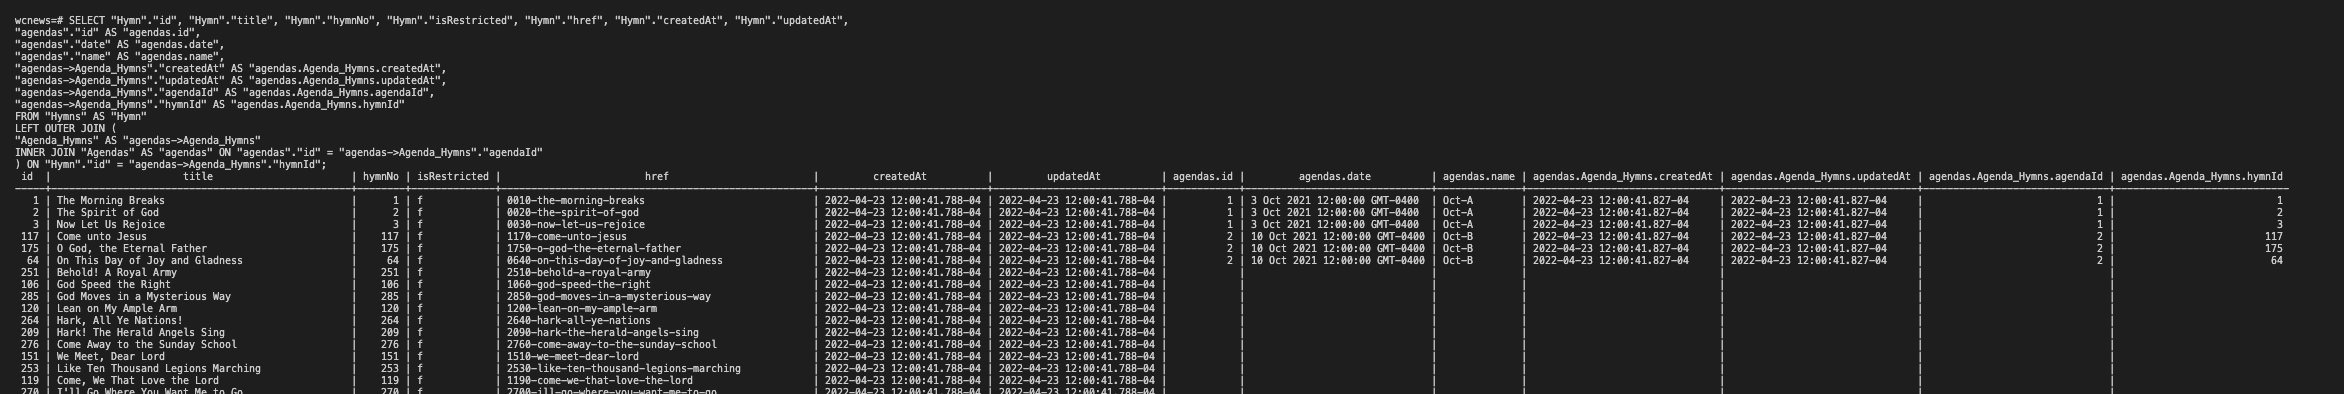 wcnews=# SELECT "Hymn"."id", "Hymn"."title", "Hymn"."hymnNo", "Hymn"."isRestricted", "Hymn"."href", "Hymn"."createdAt", "Hymn"."updatedAt",
"agendas"."id" AS "agendas.id",
"agendas"."date" AS "agendas.date",
"agendas"."name" AS "agendas.name",
"agendas->Agenda_Hymns"."createdAt" AS "agendas.Agenda_Hymns.createdAt",
"agendas->Agenda_Hymns"."updatedAt" AS "agendas.Agenda_Hymns.updatedAt",
"agendas->Agenda_Hymns"."agendaId" AS "agendas.Agenda_Hymns.agendaId",
"agendas->Agenda_Hymns"."hymnId" AS "agendas.Agenda_Hymns.hymnId"
FROM "Hymns" AS "Hymn"
LEFT OUTER JOIN (
"Agenda_Hymns" AS "agendas->Agenda_Hymns"
INNER JOIN "Agendas" AS "agendas" ON "agendas"."id" = "agendas->Agenda_Hymns"."agendaId"
) ON "Hymn"."id" = "agendas->Agenda_Hymns"."hymnId";
id | title | hymnNo | isRestricted | href | createdAt | updatedAt | agendas.id | agendas.date | agendas.name | agendas.Agenda_Hymns.createdAt | agendas.Agenda_Hymns.updatedAt | agendas.Agenda_Hymns.agendaId | agendas.Agenda_Hymns.hymnId
1 | The Morning Breaks | 1 | f | 0010-the-morning-breaks | 2022-04-23 12:00:41.788-04 | 2022-04-23 12:00:41.788-04 | 1 | 3 Oct 2021 12:00:00 GMT-0400 | Oct-A | 2022-04-23 12:00:41.827-04 | 2022-04-23 12:00:41.827-04 | 1 | 1
2 | The Spirit of God | 2 | f | 0020-the-spirit-of-god | 2022-04-23 12:00:41.788-04 | 2022-04-23 12:00:41.788-04 | 1 | 3 Oct 2021 12:00:00 GMT-0400 | Oct-A | 2022-04-23 12:00:41.827-04 | 2022-04-23 12:00:41.827-04 | 1 | 2
3 | Now Let Us Rejoice | 3 | f | 0030-now-let-us-rejoice | 2022-04-23 12:00:41.788-04 | 2022-04-23 12:00:41.788-04 | 1 | 3 Oct 2021 12:00:00 GMT-0400 | Oct-A | 2022-04-23 12:00:41.827-04 | 2022-04-23 12:00:41.827-04 | 1 | 3
117 | Come unto Jesus | 117 | f | 1170-come-unto-jesus | 2022-04-23 12:00:41.788-04 | 2022-04-23 12:00:41.788-04 | 2 | 10 Oct 2021 12:00:00 GMT-0400 | Oct-B | 2022-04-23 12:00:41.827-04 | 2022-04-23 12:00:41.827-04 | 2 | 117
175 | O God, the Eternal Father | 175 | f | 1750-o-god-the-eternal-father | 2022-04-23 12:00:41.788-04 | 2022-04-23 12:00:41.788-04 | 2 | 10 Oct 2021 12:00:00 GMT-0400 | Oct-B | 2022-04-23 12:00:41.827-04 | 2022-04-23 12:00:41.827-04 | 2 | 175
64 | On This Day of Joy and Gladness | 64 | f | 0640-on-this-day-of-joy-and-gladness | 2022-04-23 12:00:41.788-04 | 2022-04-23 12:00:41.788-04 | 2 | 10 Oct 2021 12:00:00 GMT-0400 | Oct-B | 2022-04-23 12:00:41.827-04 | 2022-04-23 12:00:41.827-04 | 2 | 64
251 | Behold! A Royal Army | 251 | f | 2510-behold-a-royal-army | 2022-04-23 12:00:41.788-04 | 2022-04-23 12:00:41.788-04 | | | | | | |
106 | God Speed the Right | 106 | f | 1060-god-speed-the-right | 2022-04-23 12:00:41.788-04 | 2022-04-23 12:00:41.788-04 | | | | | | |
285 | God Moves in a Mysterious Way | 285 | f | 2850-god-moves-in-a-mysterious-way | 2022-04-23 12:00:41.788-04 | 2022-04-23 12:00:41.788-04 | | | | | | |
120 | Lean on My Ample Arm | 120 | f | 1200-lean-on-my-ample-arm | 2022-04-23 12:00:41.788-04 | 2022-04-23 12:00:41.788-04 | | | | | | |
264 | Hark, All Ye Nations! | 264 | f | 2640-hark-all-ye-nations | 2022-04-23 12:00:41.788-04 | 2022-04-23 12:00:41.788-04 | | | | | | |
209 | Hark! The Herald Angels Sing | 209 | f | 2090-hark-the-herald-angels-sing | 2022-04-23 12:00:41.788-04 | 2022-04-23 12:00:41.788-04 | | | | | | |
276 | Come Away to the Sunday School | 276 | f | 2760-come-away-to-the-sunday-school | 2022-04-23 12:00:41.788-04 | 2022-04-23 12:00:41.788-04 | | | | | | |
151 | We Meet, Dear Lord | 151 | f | 1510-we-meet-dear-lord | 2022-04-23 12:00:41.788-04 | 2022-04-23 12:00:41.788-04 | | | | | | |
253 | Like Ten Thousand Legions Marching | 253 | f | 2530-like-ten-thousand-legions-marching | 2022-04-23 12:00:41.788-04 | 2022-04-23 12:00:41.788-04 | | | | | | |
119 | Come, We That Love the Lord | 119 | f | 1190-come-we-that-love-the-lord | 2022-04-23 12:00:41.788-04 | 2022-04-23 12:00:41.788-04 | | | | | | |
270 | I'll Go Where You Want Me to Go | 270 | f | 2700-ill-go-where-you-want-me-to-go | 2022-04-23 12:00:41.788-04 | 2022-04-23 12:00:41.788-04 | | | | | | |